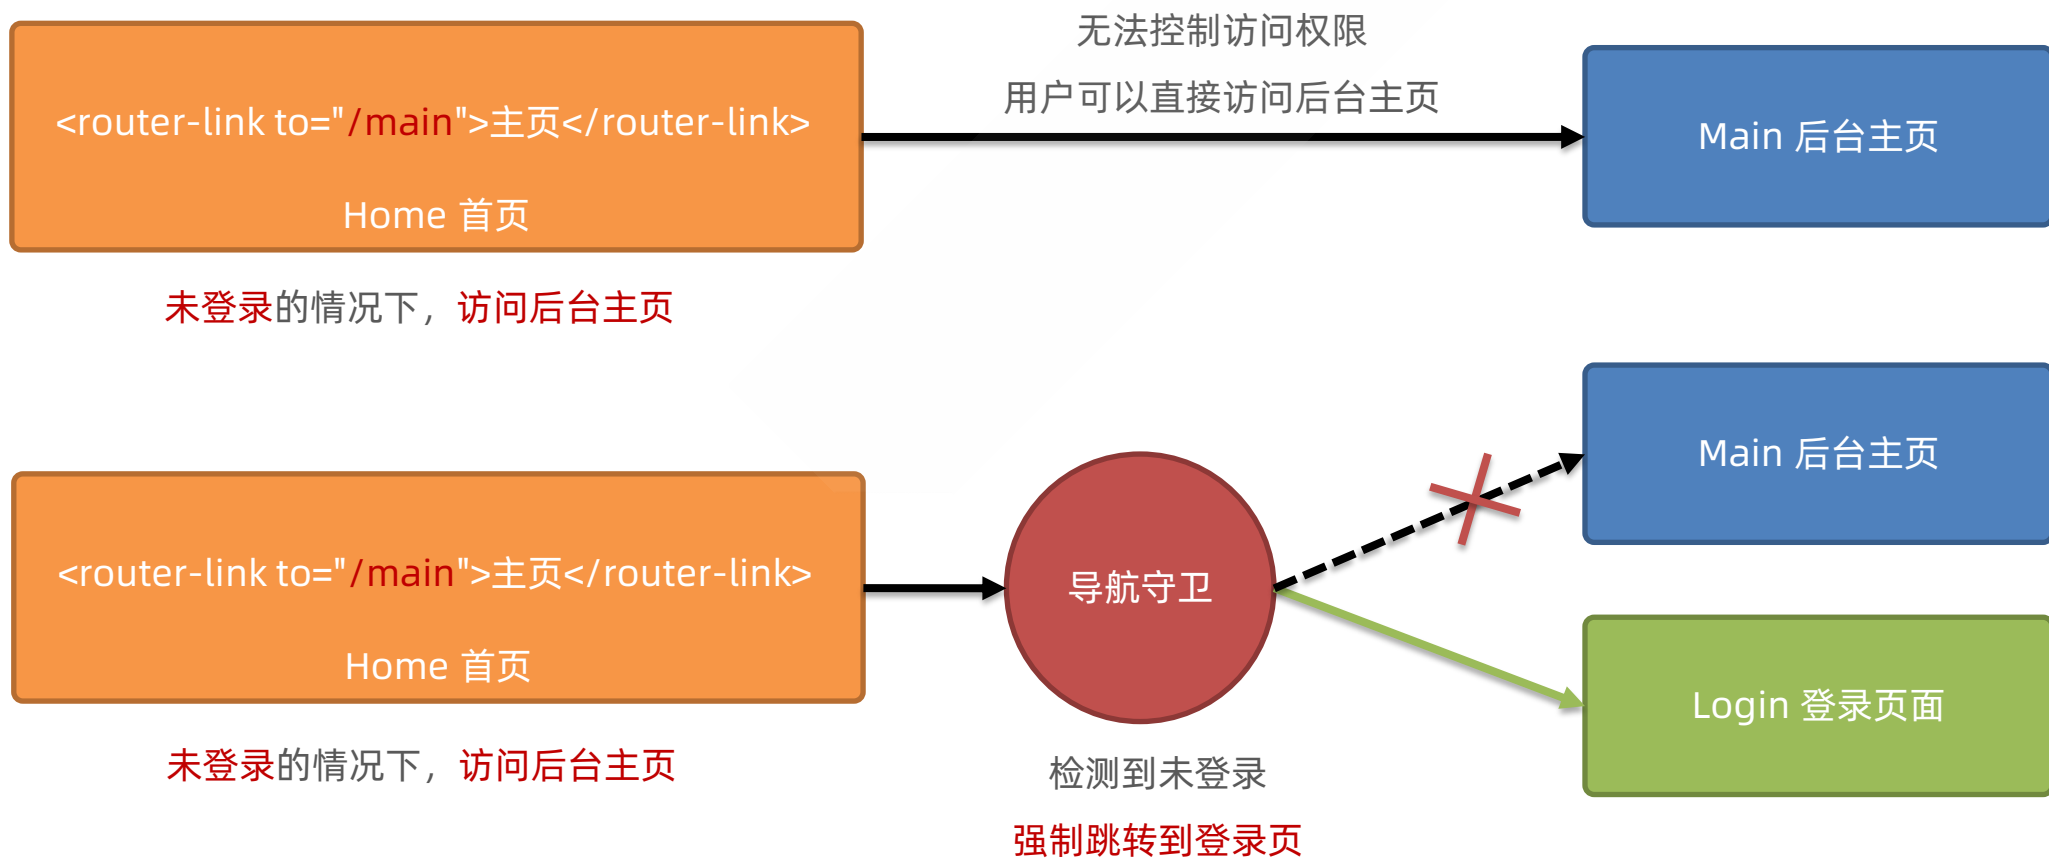 无法控制访问权限
用户可以直接访问后台主页
<router-link to="/main">主页</router-link>
Home 首页
Main 后台主页
未登录的情况下，访问后台主页
Main 后台主页
<router-link to="/main">主页</router-link>
Home 首页
导航守卫
Login 登录页面
未登录的情况下，访问后台主页
检测到未登录
强制跳转到登录页